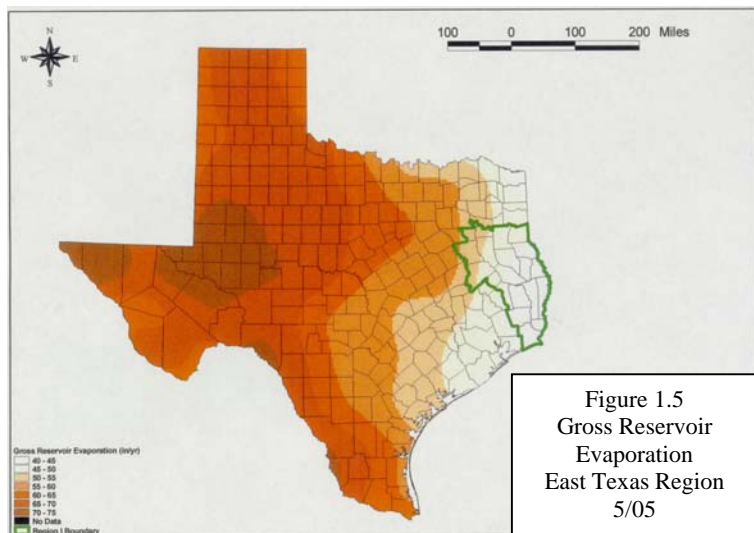 N
W E
S
100 0 100 200 Miles
Gross Reservoir Evaporation (in/yr)
40 - 45
45 - 50
50 - 55
55 - 60
60 - 65
65 - 70
70 - 75
No Data
Region I Boundary
Figure 1.5
Gross Reservoir
Evaporation
East Texas Region
5/05